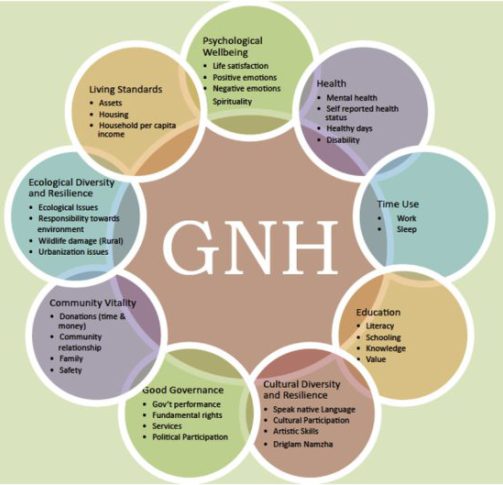 Psychological
Wellbeing
• Life satisfaction
• Positive emotions
• Negative emotions
Spirituality
Health
• Mental health
• Self reported health
status
• Healthy days
• Disability
Time Use
• Work
• Sleep
Education
• Literacy
• Schooling
• Knowledge
• Value
Cultural Diversity
and Resilience
• Speak native Language
• Cultural Participation
• Artistic Skills
• Driglam Namzha
Good Governance
• Gov't performance
• Fundamental rights
• Services
• Political Participation
Community Vitality
• Donations (time &
money)
• Community
relationship
• Family
• Safety
Ecological Diversity
and Resilience
• Ecological Issues
• Responsibility towards
environment
• Wildlife damage (Rural)
• Urbanization issues
Living Standards
• Assets
• Housing
• Household per capita
income
GNH